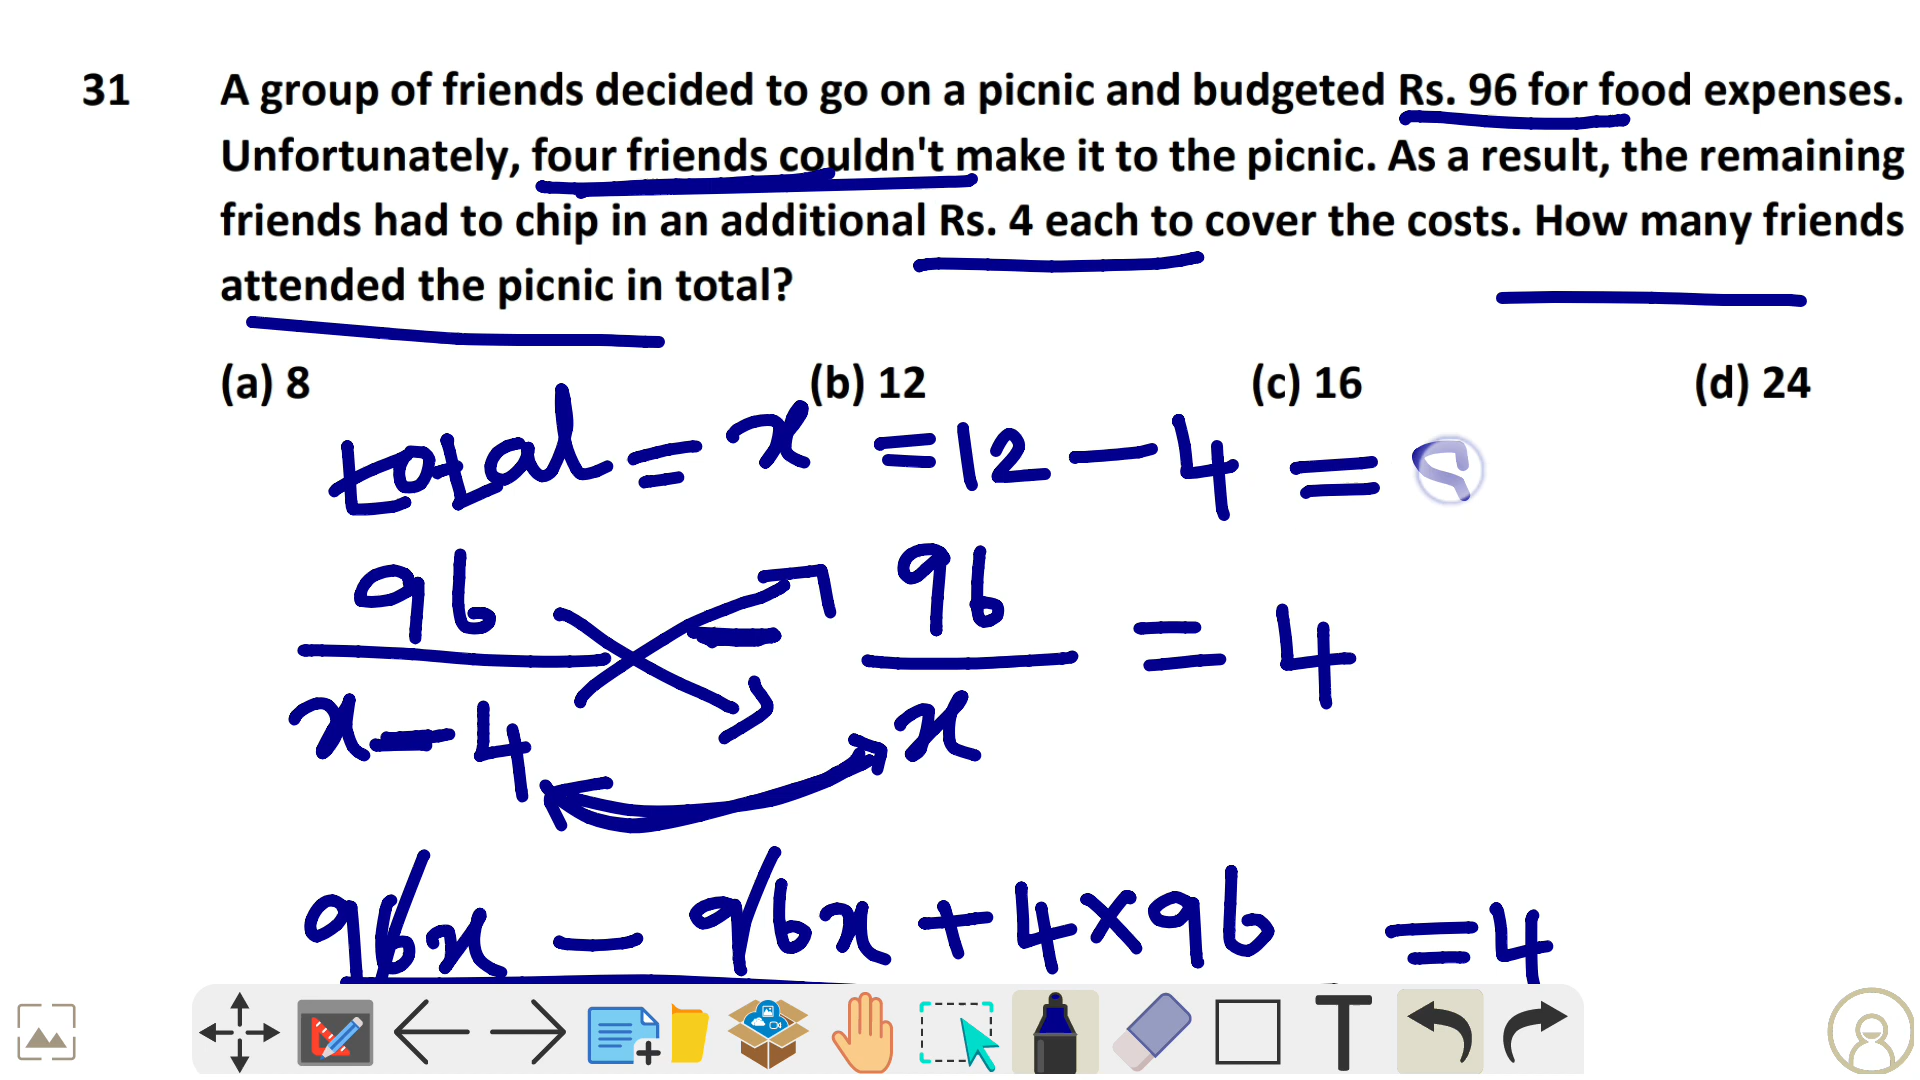 31 A group of friends decided to go on a picnic and budgeted Rs. 96 for food expenses.
Unfortunately, four friends couldn't make it to the picnic. As a result, the remaining
friends had to chip in an additional Rs. 4 each to cover the costs. How many friends
attended the picnic in total?
(a) 8 (b) 12 (c) 16 (d) 24
total = x = 12 - 4 =
96 96 = 4
x - 4 x
96x - 96x + 4 × 96 = 4
T